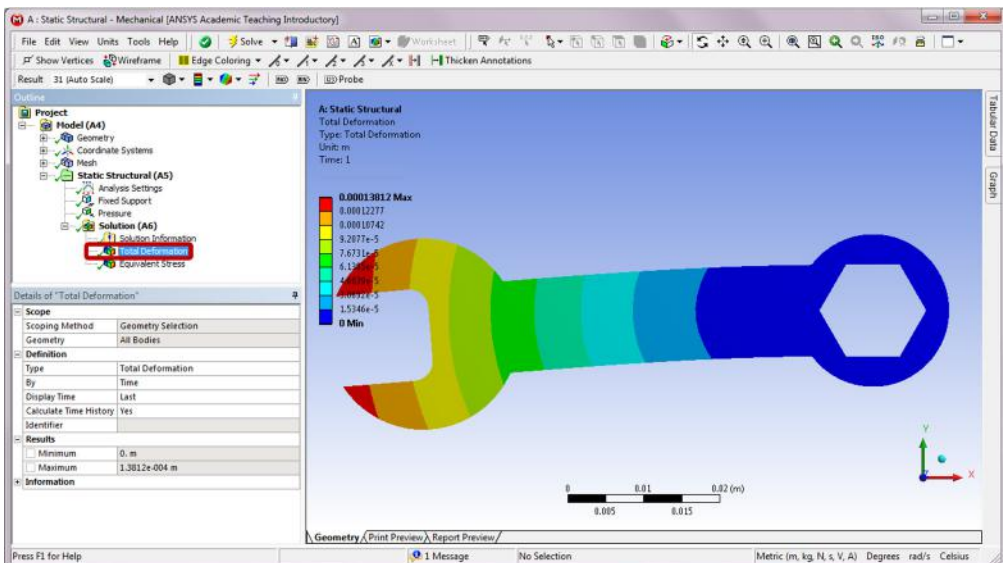 A : Static Structural - Mechanical [ANSYS Academic Teaching Introductory]
File Edit View Units Tools Help Solve Worksheet
Show Vertices Wireframe Edge Coloring Thicken Annotations
Result 31 (Auto Scale) Probe
Outline
Project
Model (A4)
Geometry
Coordinate Systems
Mesh
Static Structural (A5)
Analysis Settings
Fixed Support
Pressure
Solution (A6)
Solution Information
Total Deformation
Equivalent Stress
Details of "Total Deformation"
Scope
Scoping Method Geometry Selection
Geometry All Bodies
Definition
Type Total Deformation
By Time
Display Time Last
Calculate Time History Yes
Identifier
Results
Minimum 0. m
Maximum 1.3812e-004 m
Information
A: Static Structural
Total Deformation
Type: Total Deformation
Unit: m
Time: 1
0.00013812 Max
0.00012277
0.00010742
9.2077e-5
7.6731e-5
1.5346e-5
0 Min
Y
X
0 0.01 0.02 (m)
0.005 0.015
Geometry Print Preview Report Preview
Tabular Data
Graph
Press F1 for Help 1 Message No Selection Metric (m, kg, N, s, V, A) Degrees rad/s Celsius